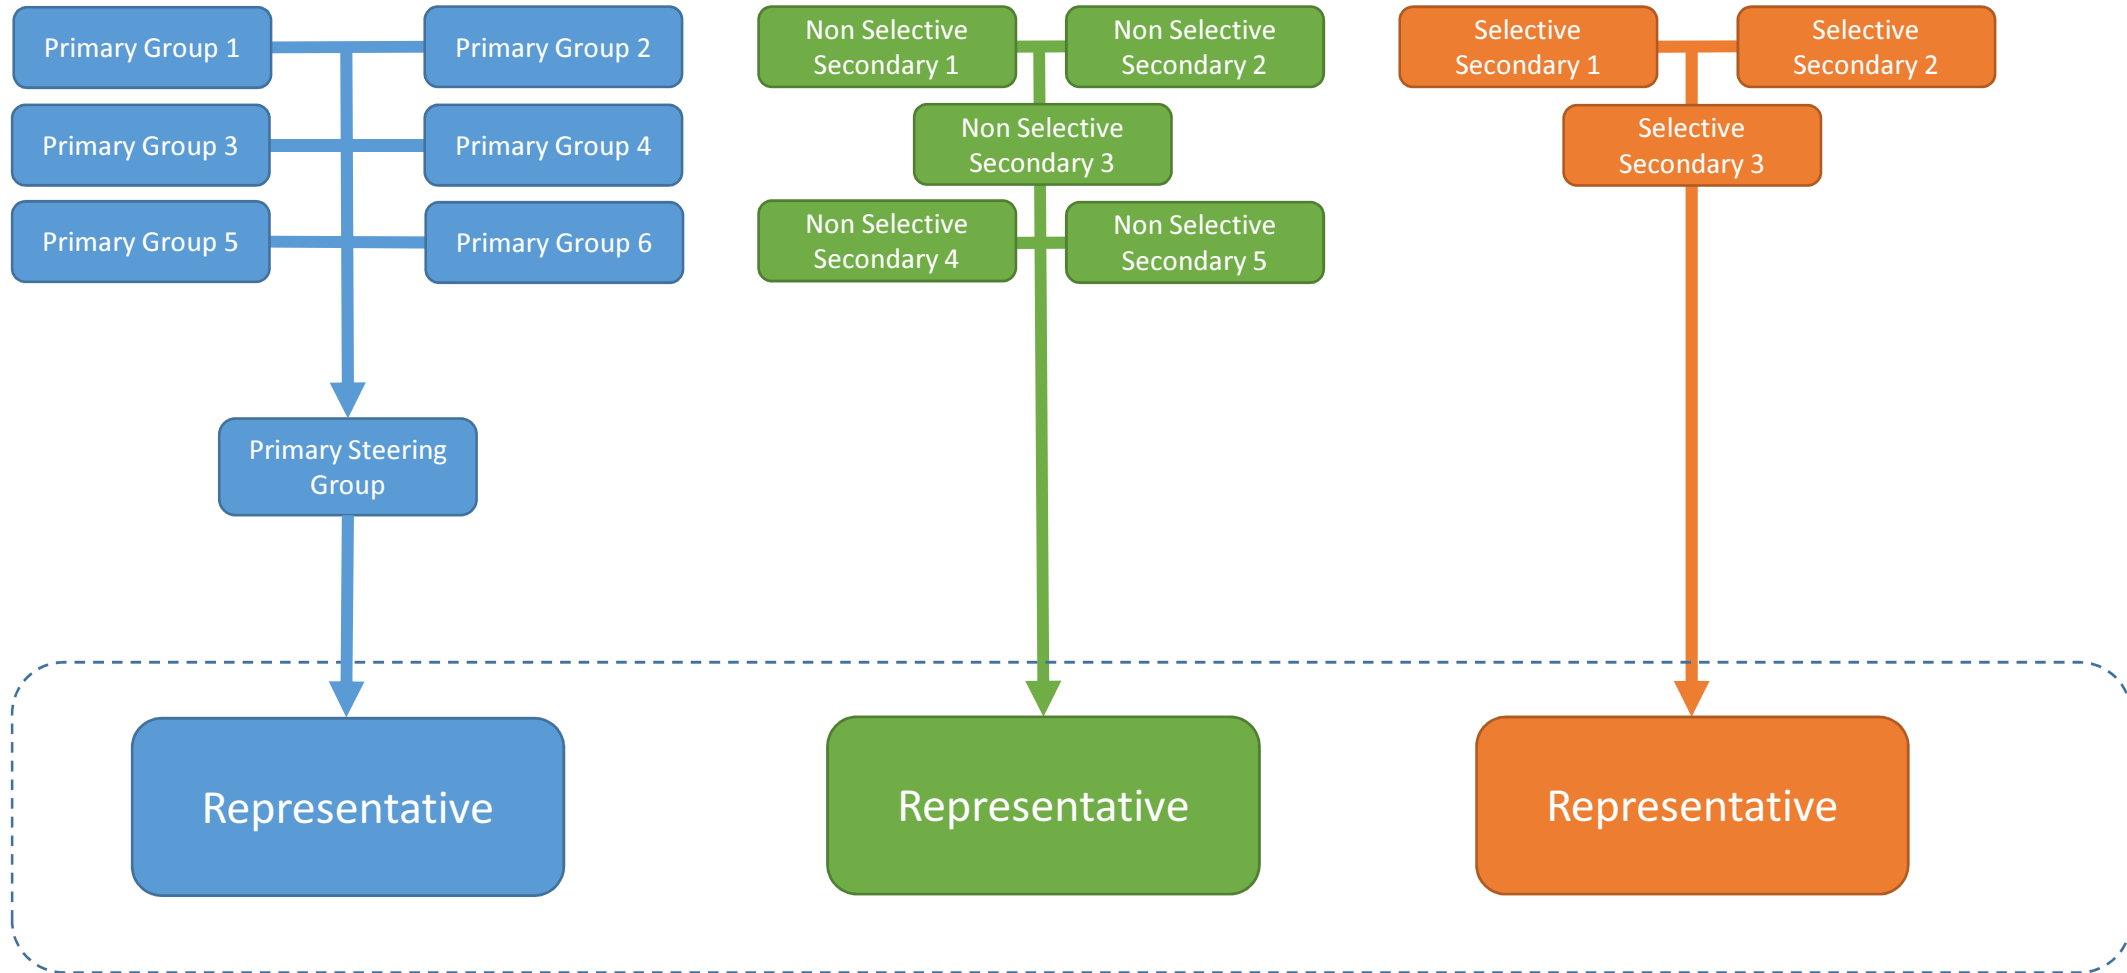 Primary Group 1
Primary Group 2
Primary Group 3
Primary Group 4
Primary Group 5
Primary Group 6
Primary Steering
Group
Representative
Non Selective
Secondary 1
Non Selective
Secondary 2
Non Selective
Secondary 3
Non Selective
Secondary 4
Non Selective
Secondary 5
Representative
Selective
Secondary 1
Selective
Secondary 2
Selective
Secondary 3
Representative